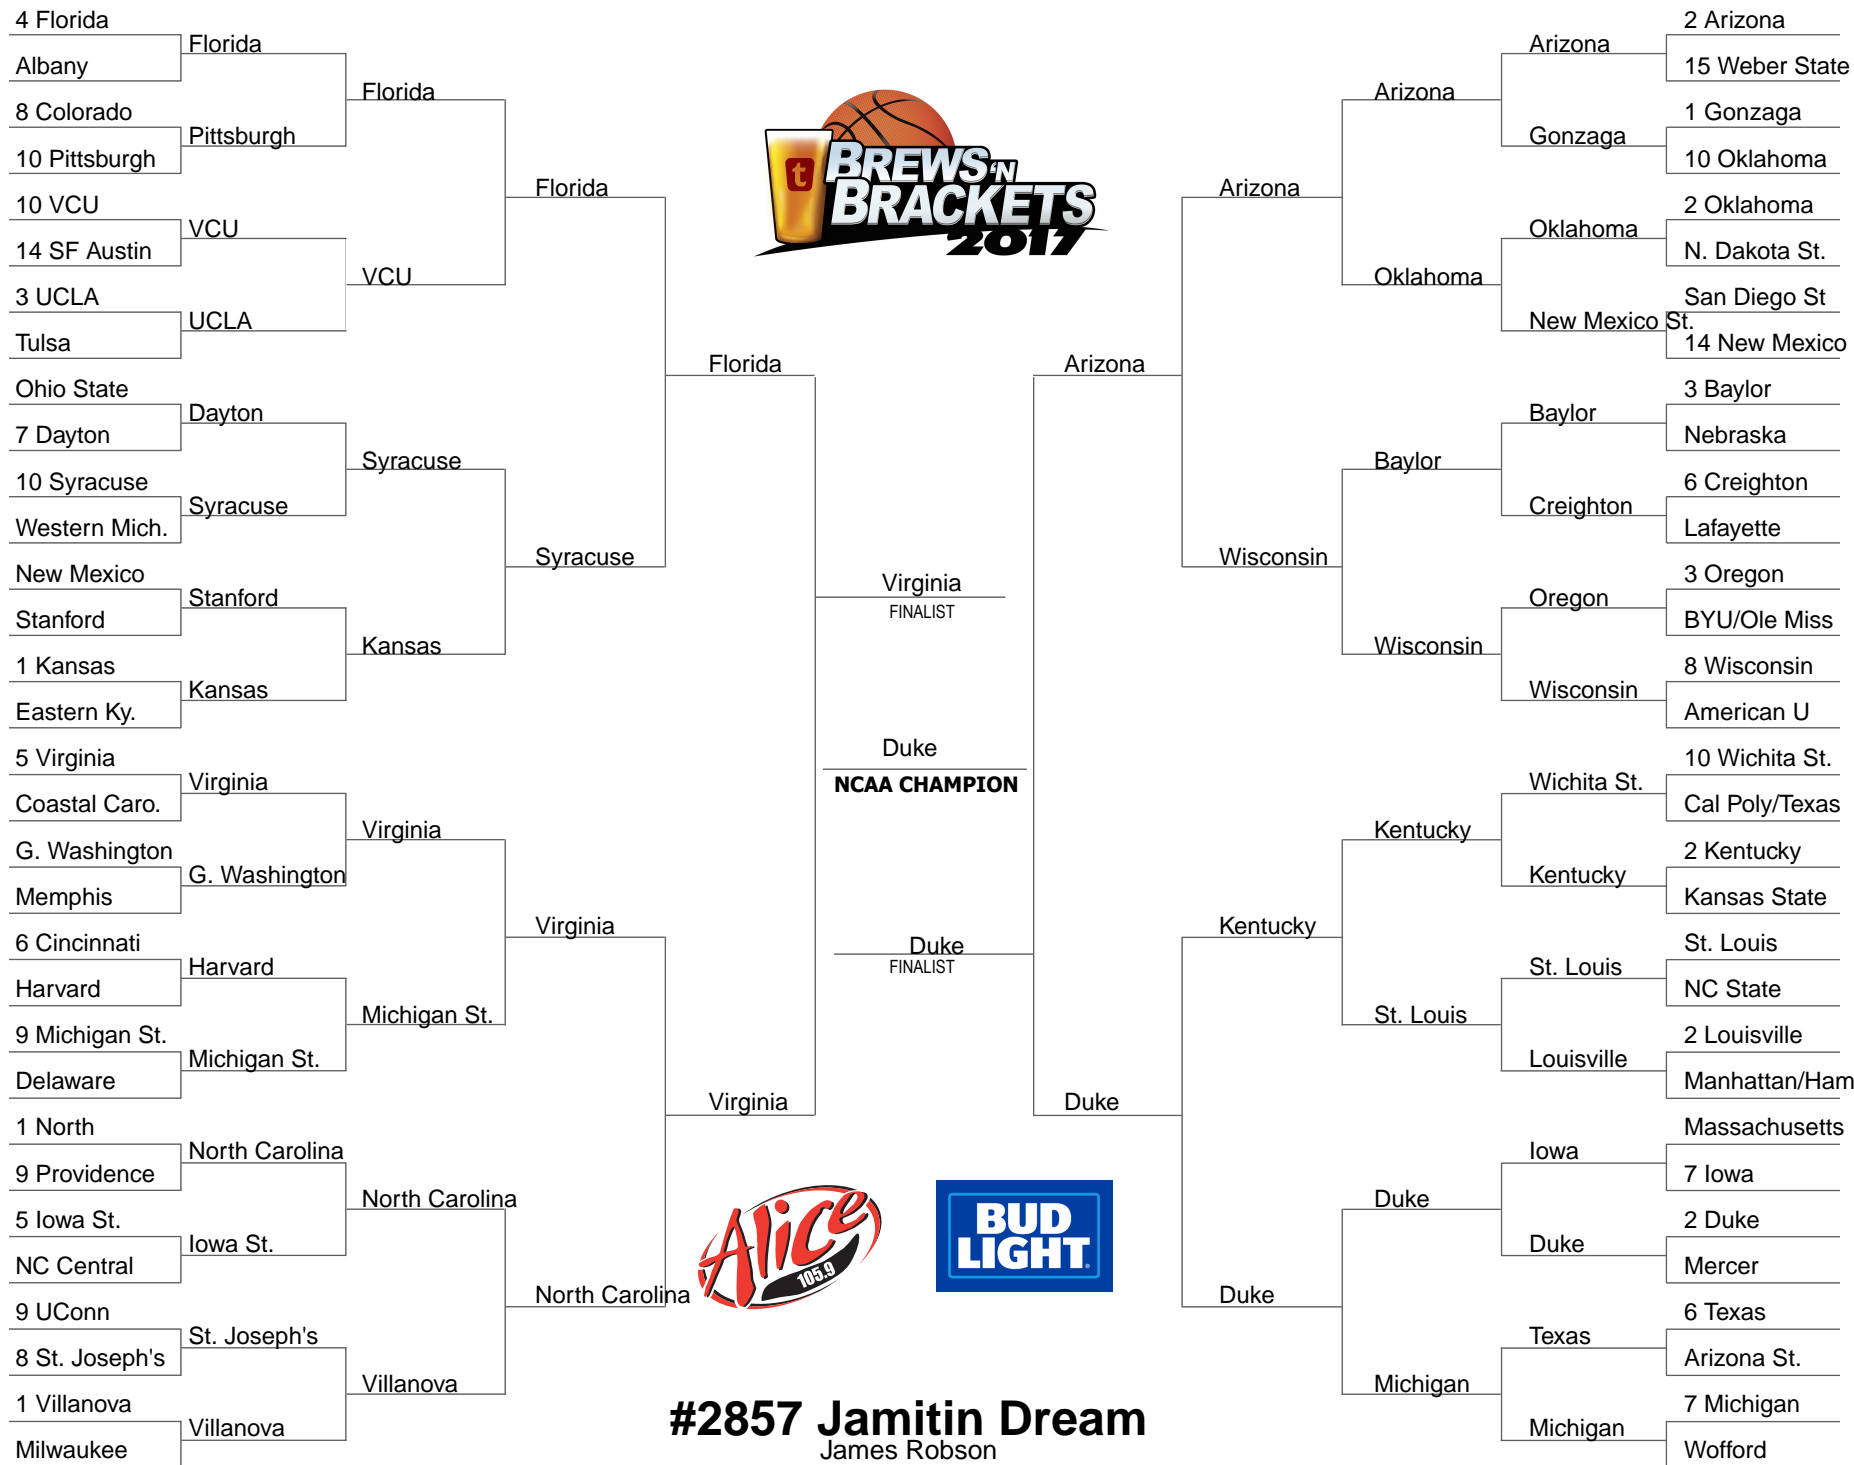 4 Florida
Albany
8 Colorado
10 Pittsburgh
10 VCU
14 SF Austin
3 UCLA
Tulsa
Ohio State
7 Dayton
10 Syracuse
Western Mich.
New Mexico
Stanford
1 Kansas
Eastern Ky.
5 Virginia
Coastal Caro.
G. Washington
Memphis
6 Cincinnati
Harvard
9 Michigan St.
Delaware
1 North
9 Providence
5 Iowa St.
NC Central
9 UConn
8 St. Joseph's
1 Villanova
Milwaukee
Florida
Pittsburgh
VCU
UCLA
Dayton
Syracuse
Stanford
Kansas
Virginia
G. Washington
Harvard
Michigan St.
North Carolina
Iowa St.
St. Joseph's
Villanova
Florida
VCU
Syracuse
Kansas
Virginia
Michigan St.
North Carolina
Villanova
Florida
Syracuse
Virginia
North Carolina
Florida
Virginia
t
BREWS 'N
BRACKETS
2017
Virginia
FINALIST
Duke
NCAA CHAMPION
Duke
FINALIST
Alice
105.9
BUD
LIGHT
#2857 Jamitin Dream
James Robson
Arizona
Duke
Arizona
Wisconsin
Kentucky
Duke
Arizona
Oklahoma
Baylor
Wisconsin
Kentucky
St. Louis
Duke
Michigan
Arizona
Gonzaga
Oklahoma
New Mexico St.
Baylor
Creighton
Oregon
Wisconsin
Wichita St.
Kentucky
St. Louis
Louisville
Iowa
Duke
Texas
Michigan
2 Arizona
15 Weber State
1 Gonzaga
10 Oklahoma
2 Oklahoma
N. Dakota St.
San Diego St
14 New Mexico
3 Baylor
Nebraska
6 Creighton
Lafayette
3 Oregon
BYU/Ole Miss
8 Wisconsin
American U
10 Wichita St.
Cal Poly/Texas
2 Kentucky
Kansas State
St. Louis
NC State
2 Louisville
Manhattan/Ham
Massachusetts
7 Iowa
2 Duke
Mercer
6 Texas
Arizona St.
7 Michigan
Wofford